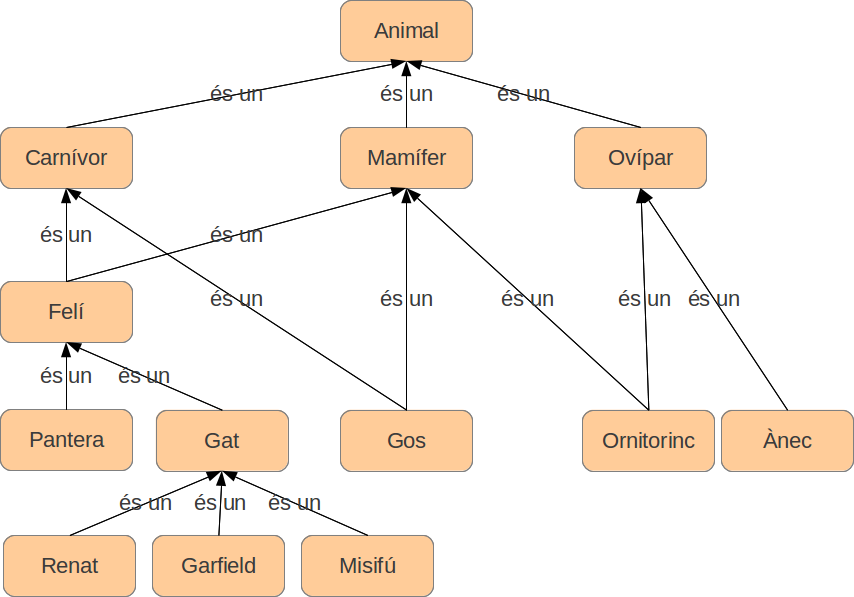 Animal
és un
és un
és un
Carnívor
Mamífer
Ovípar
és un
és un
és un
és un
és un
és un
és un
Felí
és un
és un
Pantera
Gat
Gos
Ornitorinc
Ànec
és un
és un
és un
Renat
Garfield
Misifú